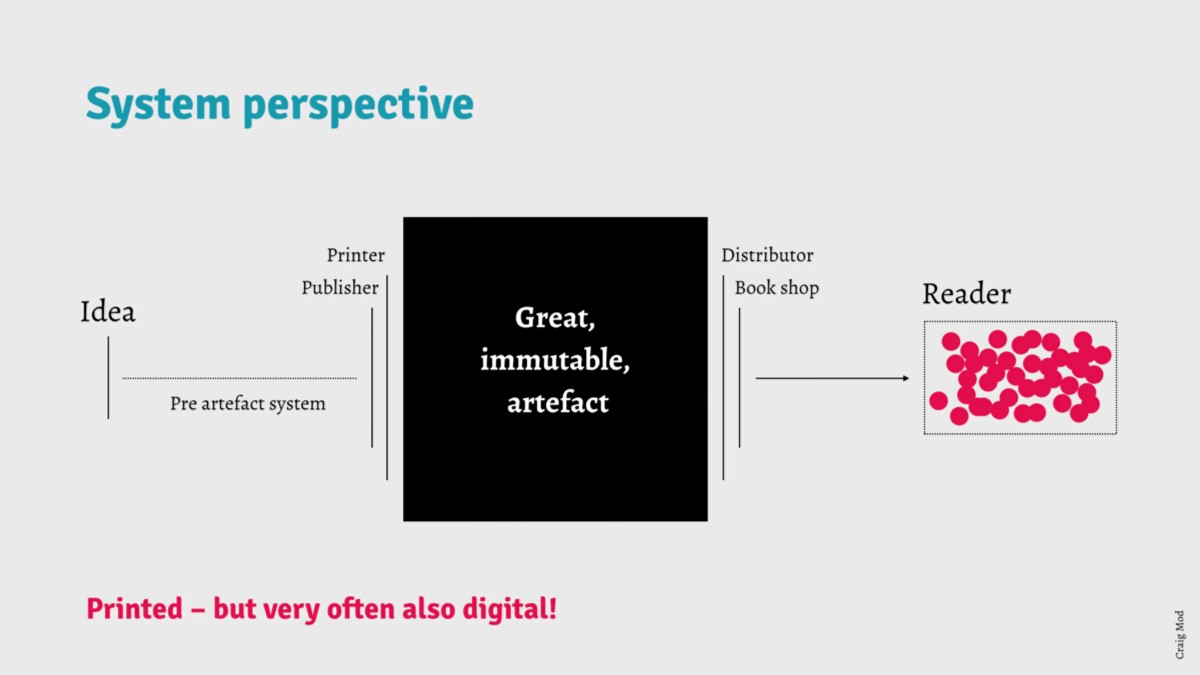 System perspective
Idea
Pre artefact system
Printer
Publisher
Great,
immutable,
artefact
Distributor
Book shop
Reader
Printed – but very often also digital!
Craig Mod